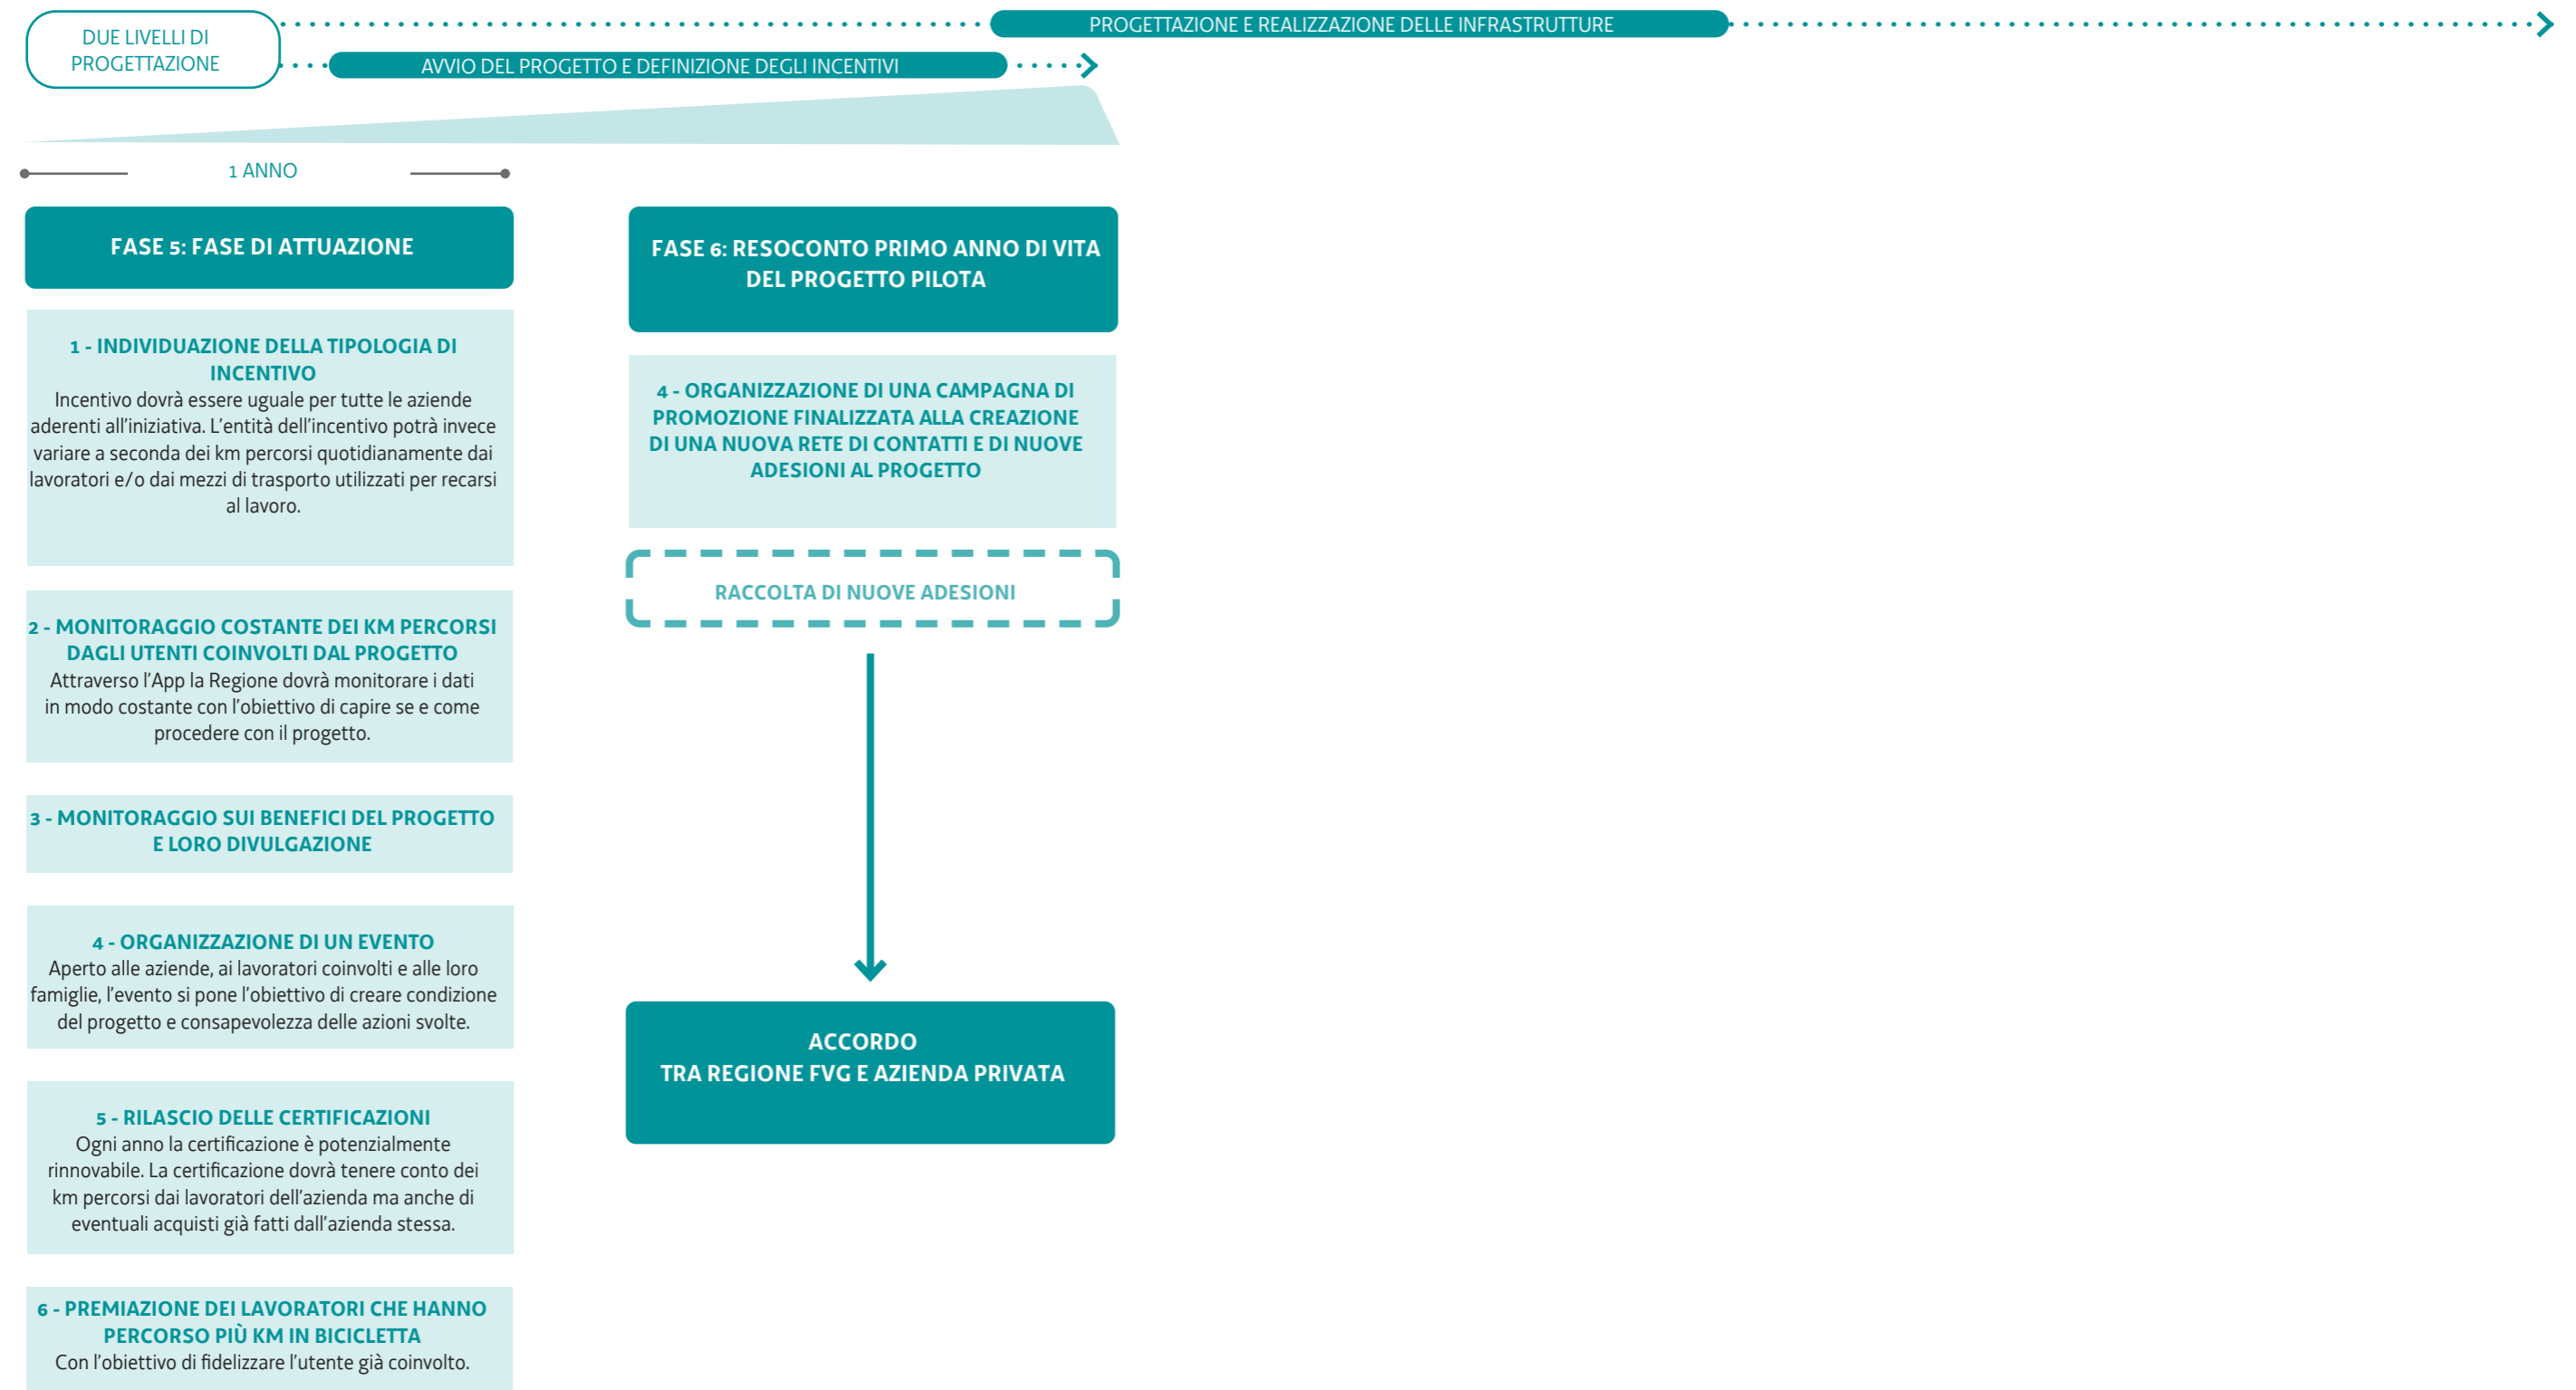 DUE LIVELLI DI
PROGETTAZIONE
PROGETTAZIONE E REALIZZAZIONE DELLE INFRASTRUTTURE
AVVIO DEL PROGETTO E DEFINIZIONE DEGLI INCENTIVI
1 ANNO
FASE 5: FASE DI ATTUAZIONE
1 - INDIVIDUAZIONE DELLA TIPOLOGIA DI
INCENTIVO
Incentivo dovrà essere uguale per tutte le aziende
aderenti all'iniziativa. L'entità dell'incentivo potrà invece
variare a seconda dei km percorsi quotidianamente dai
lavoratori e/o dai mezzi di trasporto utilizzati per recarsi
al lavoro.
2 - MONITORAGGIO COSTANTE DEI KM PERCORSI
DAGLI UTENTI COINVOLTI DAL PROGETTO
Attraverso l'App la Regione dovrà monitorare i dati
in modo costante con l'obiettivo di capire se e come
procedere con il progetto.
3 - MONITORAGGIO SUI BENEFICI DEL PROGETTO
E LORO DIVULGAZIONE
4 - ORGANIZZAZIONE DI UN EVENTO
Aperto alle aziende, ai lavoratori coinvolti e alle loro
famiglie, l'evento si pone l'obiettivo di creare condizione
del progetto e consapevolezza delle azioni svolte.
5 - RILASCIO DELLE CERTIFICAZIONI
Ogni anno la certificazione è potenzialmente
rinnovabile. La certificazione dovrà tenere conto dei
km percorsi dai lavoratori dell'azienda ma anche di
eventuali acquisti già fatti dall'azienda stessa.
6 - PREMIAZIONE DEI LAVORATORI CHE HANNO
PERCORSO PIÙ KM IN BICICLETTA
Con l'obiettivo di fidelizzare l'utente già coinvolto.
FASE 6: RESOCONTO PRIMO ANNO DI VITA
DEL PROGETTO PILOTA
4 - ORGANIZZAZIONE DI UNA CAMPAGNA DI
PROMOZIONE FINALIZZATA ALLA CREAZIONE
DI UNA NUOVA RETE DI CONTATTI E DI NUOVE
ADESIONI AL PROGETTO
RACCOLTA DI NUOVE ADESIONI
ACCORDO
TRA REGIONE FVG E AZIENDA PRIVATA